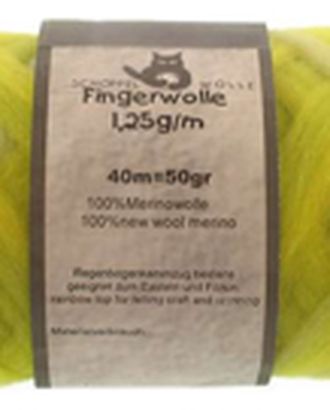 SCHOPPEL WOLLE
Fingerwolle
1,25g/m
40m=50gr
100%Merinowolle
100%new wool merino
Regenbogenkammzug bestens
geeignet zum Basteln und Filzen
rainbow top for felting craft and spinning